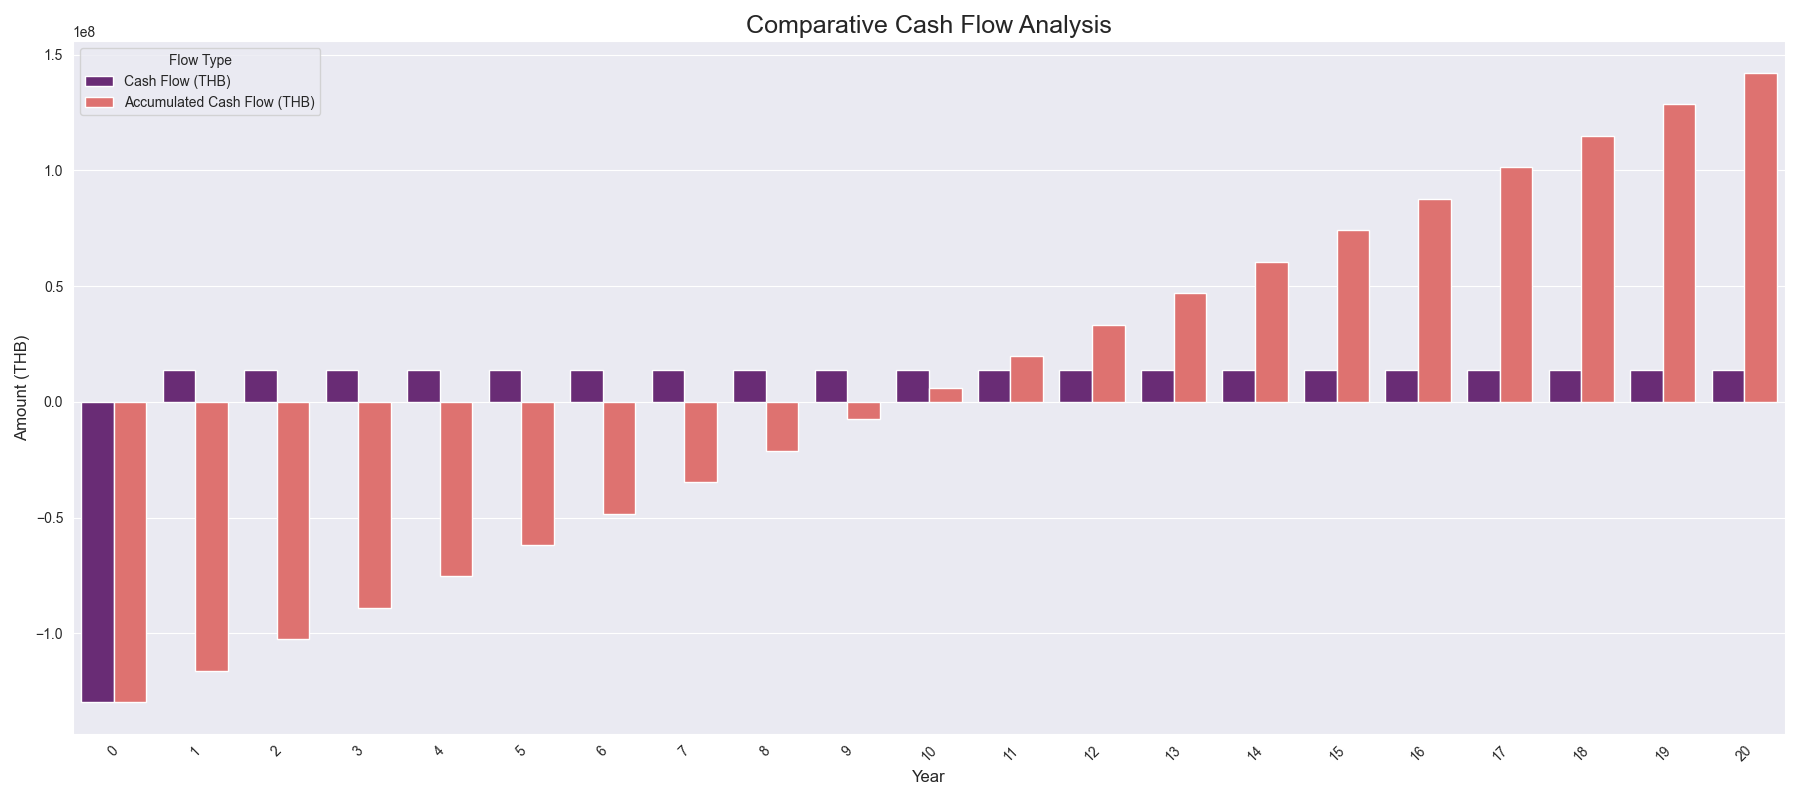 Comparative Cash Flow Analysis
1e8
Flow Type
Cash Flow (THB)
Accumulated Cash Flow (THB)
1.5
1.0
0.5
0.0
−0.5
−1.0
Amount (THB)
0 1 2 3 4 5 6 7 8 9 10 11 12 13 14 15 16 17 18 19 20
Year